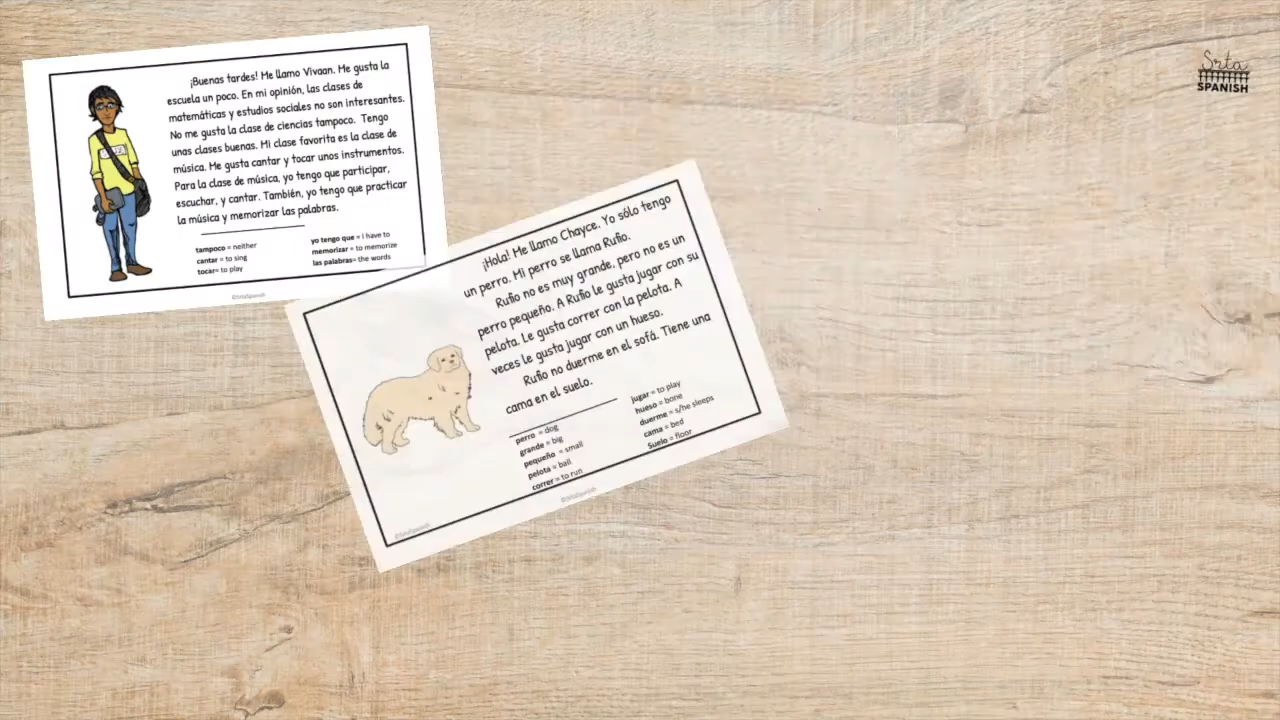 ¡Buenas tardes! Me llamo Vivaan. Me gusta la
escuela un poco. En mi opinión, las clases de
matemáticas y estudios sociales no son interesantes.
No me gusta la clase de ciencias tampoco. Tengo
unas clases buenas. Mi clase favorita es la clase de
música. Me gusta cantar y tocar unos instrumentos.
Para la clase de música, yo tengo que participar,
escuchar, y cantar. También, yo tengo que practicar
la música y memorizar las palabras.
tampoco = neither
cantar = to sing
tocar= to play
yo tengo que = I have to
memorizar = to memorize
las palabras= the words
©SrtaSpanish
¡Hola! Me llamo Chayce. Yo sólo tengo
un perro. Mi perro se llama Rufio.
Rufio no es muy grande, pero no es un
perro pequeño. A Rufio le gusta jugar con su
pelota. Le gusta correr con la pelota. A
veces le gusta jugar con un hueso.
Rufio no duerme en el sofá. Tiene una
cama en el suelo.
perro = dog
grande = big
pequeño = small
pelota = ball
correr = to run
jugar = to play
hueso = bone
duerme = s/he sleeps
cama = bed
Suelo = floor
©SrtaSpanish
©SrtaSpanish
Srta
SPANISH